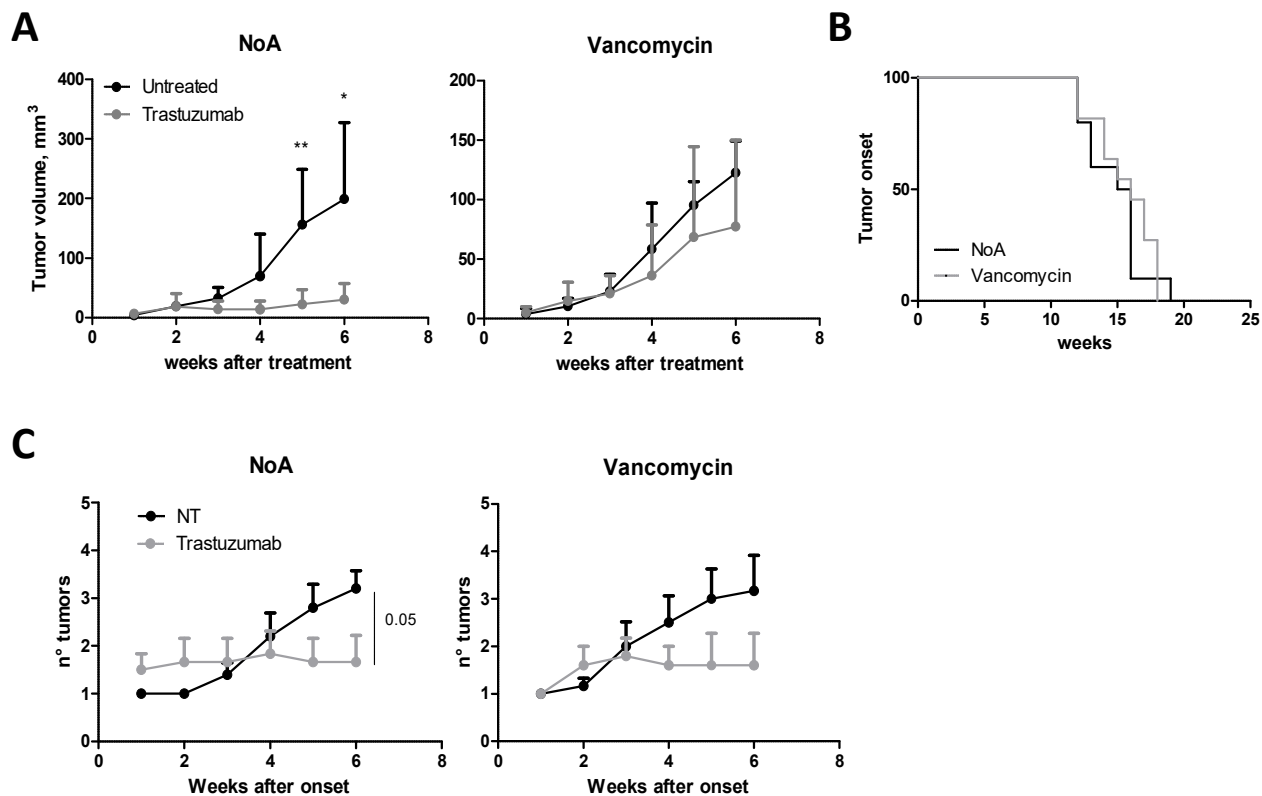 A
NoA
Untreated
Trastuzumab
*
**
400
300
200
100
0
Tumor volume, mm3
0 2 4 6 8
weeks after treatment
Vancomycin
200
150
100
50
0
0 2 4 6 8
weeks after treatment
B
100
50
0
Tumor onset
NoA
Vancomycin
0 5 10 15 20 25
weeks
C
NoA
NT
Trastuzumab
5
4
3
2
1
0
n° tumors
0.05
0 2 4 6 8
Weeks after onset
Vancomycin
5
4
3
2
1
0
n° tumors
0 2 4 6 8
Weeks after onset